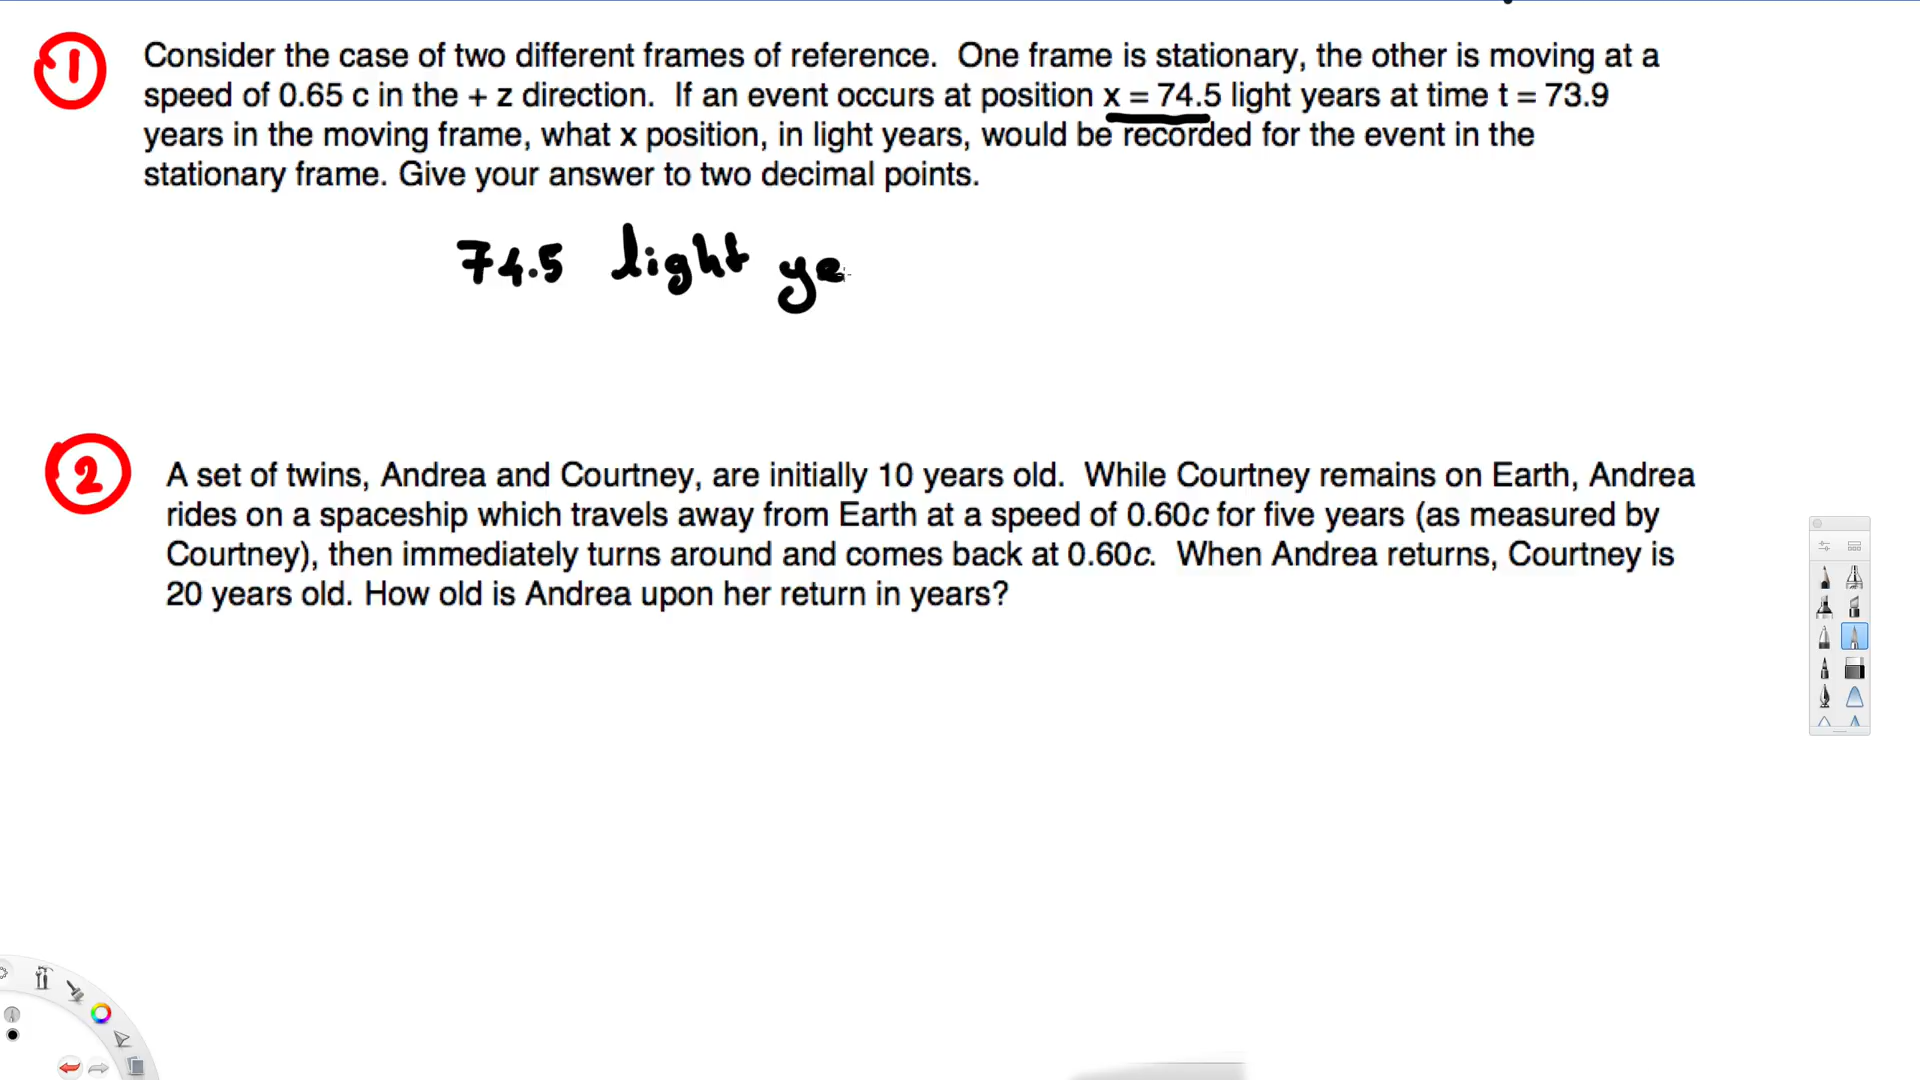 1 Consider the case of two different frames of reference. One frame is stationary, the other is moving at a
speed of 0.65 c in the + z direction. If an event occurs at position x = 74.5 light years at time t = 73.9
years in the moving frame, what x position, in light years, would be recorded for the event in the
stationary frame. Give your answer to two decimal points.
74.5 light ye
2 A set of twins, Andrea and Courtney, are initially 10 years old. While Courtney remains on Earth, Andrea
rides on a spaceship which travels away from Earth at a speed of 0.60c for five years (as measured by
Courtney), then immediately turns around and comes back at 0.60c. When Andrea returns, Courtney is
20 years old. How old is Andrea upon her return in years?